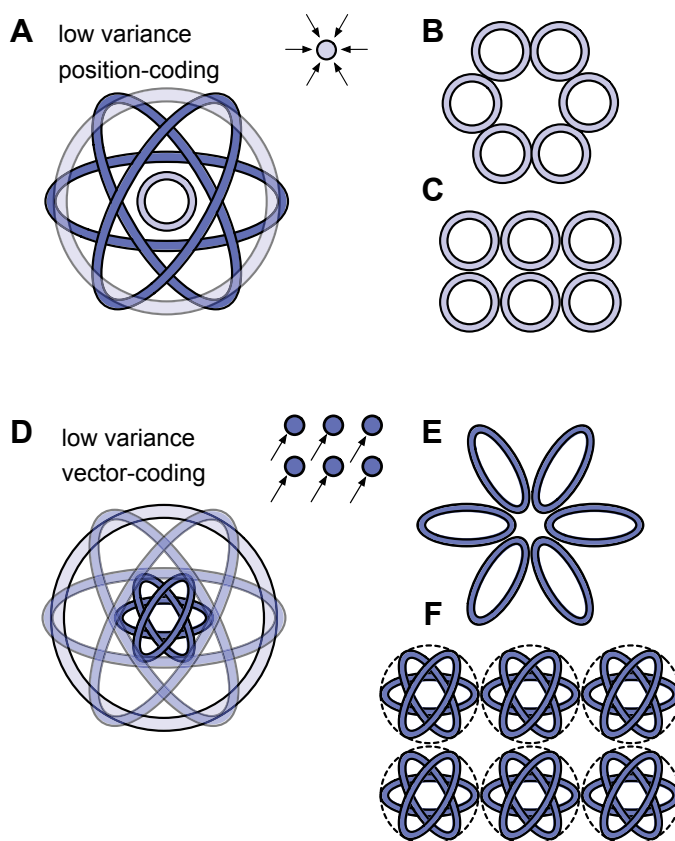 A
low variance
position-coding
B
C
D
low variance
vector-coding
E
F